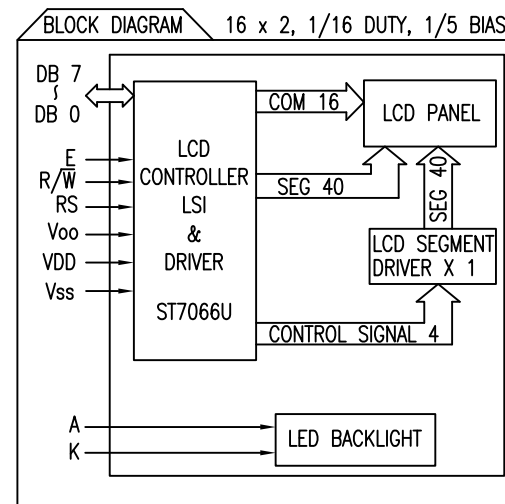 BLOCK DIAGRAM
16 x 2, 1/16 DUTY, 1/5 BIAS
DB 7
∫
DB 0
E
R/W̅
RS
Voo
VDD
Vss
A
K
LCD
CONTROLLER
LSI
&
DRIVER
ST7066U
COM 16
SEG 40
CONTROL SIGNAL 4
LCD PANEL
SEG 40
LCD SEGMENT
DRIVER X 1
LED BACKLIGHT